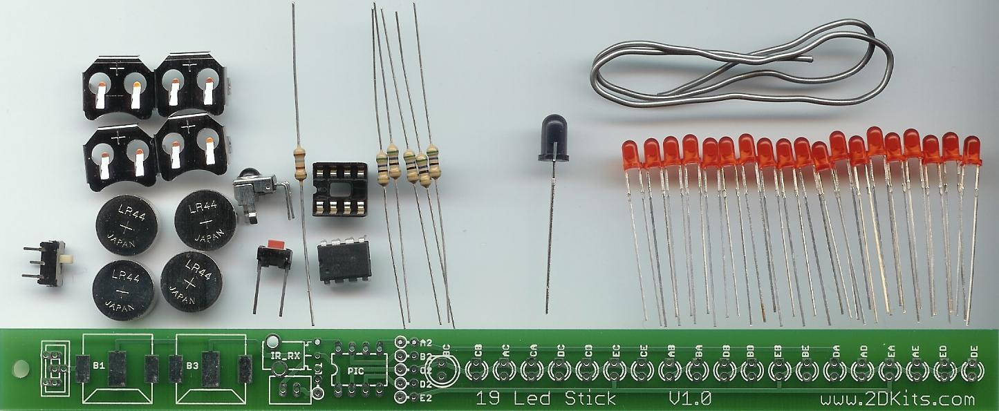 LR44
+
JAPAN
LR44
+
JAPAN
LR44
+
JAPAN
LR44
+
JAPAN
B1
B3
IR_RX
PIC
A2
B2
C2
D2
E2
BC
CB
AC
CA
DC
CD
EC
CE
AB
BA
DB
BD
EB
BE
DA
AD
EA
AE
ED
DE
19 Led Stick V1.0
www.2DKits.com